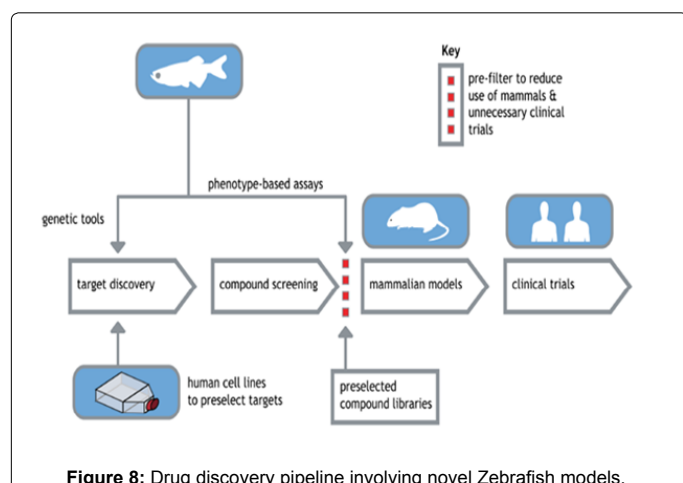 Key
pre-filter to reduce
use of mammals &
unnecessary clinical
trials
phenotype-based assays
genetic tools
target discovery
compound screening
mammalian models
clinical trials
human cell lines
to preselect targets
preselected
compound libraries
Figure 8: Drug discovery pipeline involving novel Zebrafish models.